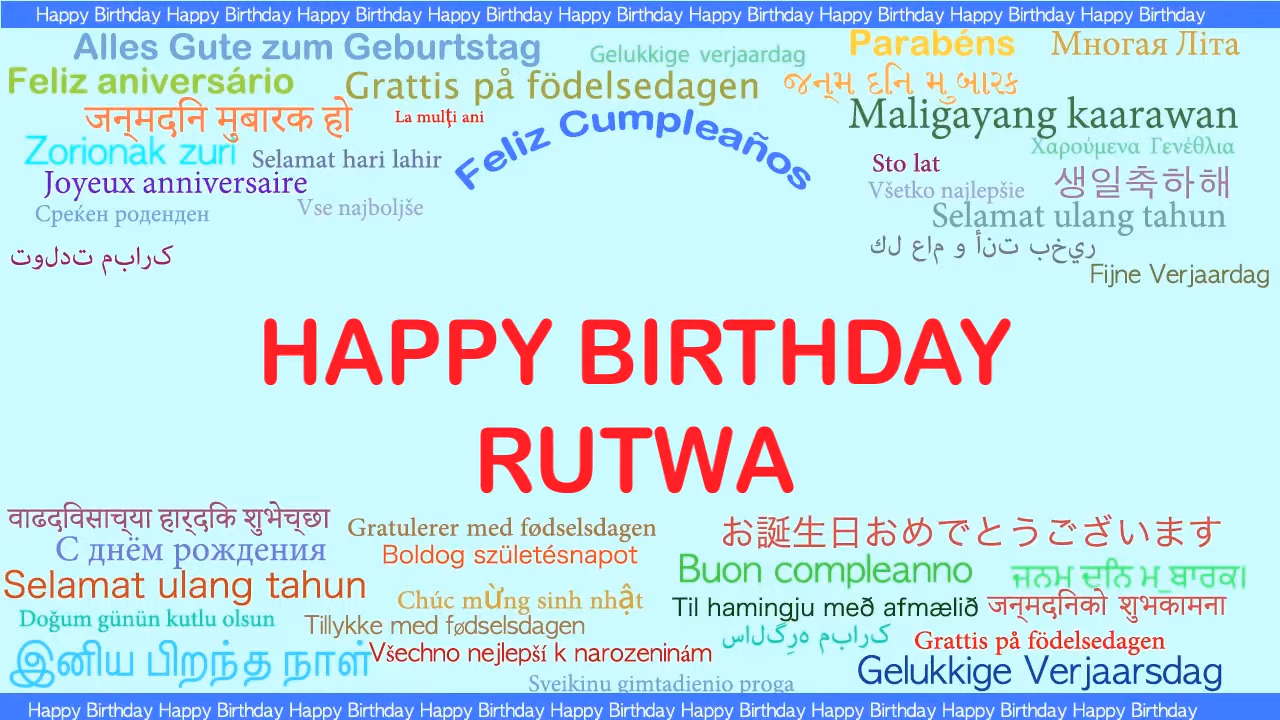 Happy Birthday Happy Birthday Happy Birthday Happy Birthday Happy Birthday Happy Birthday Happy Birthday Happy Birthday Happy Birthday
Alles Gute zum Geburtstag
Gelukkige verjaardag
Parabéns
Многая Літа
Feliz aniversário
Grattis på födelsedagen
જન્મ દનિ મુબારક
जन्मदनि मुबारक हो
La mulţi ani
Feliz Cumpleaños
Maligayang kaarawan
Zorionak zuri
Selamat hari lahir
Χαρούμενα Γενέθλια
Sto lat
Joyeux anniversaire
Všetko najlepšie
생일축하해
Среќен роденден
Vse najboljše
Selamat ulang tahun
تولدت مبارک
كل عام و أنت بخير
Fijne Verjaardag
HAPPY BIRTHDAY
RUTWA
वाढदविसाच्या हार्दकि शुभेच्छा
Gratulerer med fødselsdagen
お誕生日おめでとうございます
С днём рождения
Boldog születésnapot
Buon compleanno
ਜਨਮ ਦਨਿ ਮੁਬਾਰਕ।
Selamat ulang tahun
Chúc mừng sinh nhật
Til hamingju með afmælið
जन्मदनिको शुभकामना
Doğum günün kutlu olsun
Tillykke med fødselsdagen
سالگرہ مبارک
Grattis på födelsedagen
இனிய பிறந்த நாள்
Všechno nejlepší k narozeninám
Gelukkige Verjaarsdag
Sveikinu gimtadienio proga
Happy Birthday Happy Birthday Happy Birthday Happy Birthday Happy Birthday Happy Birthday Happy Birthday Happy Birthday Happy Birthday